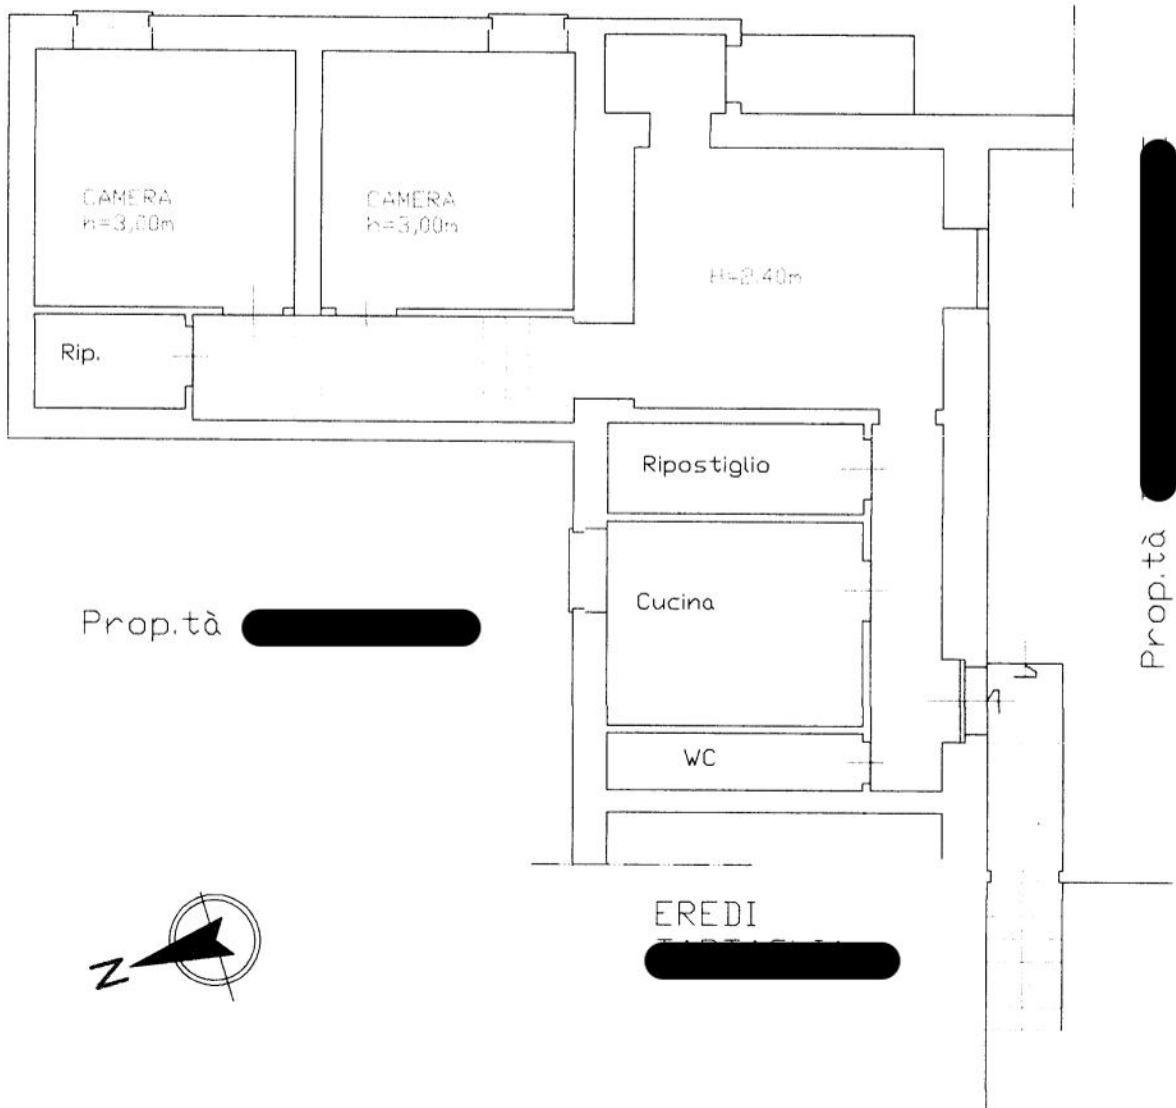 CAMERA
h=3,00m
CAMERA
h=3,00m
H=2.40m
Rip.
Ripostiglio
Cucina
WC
Prop.tà
Prop.tà
EREDI
N